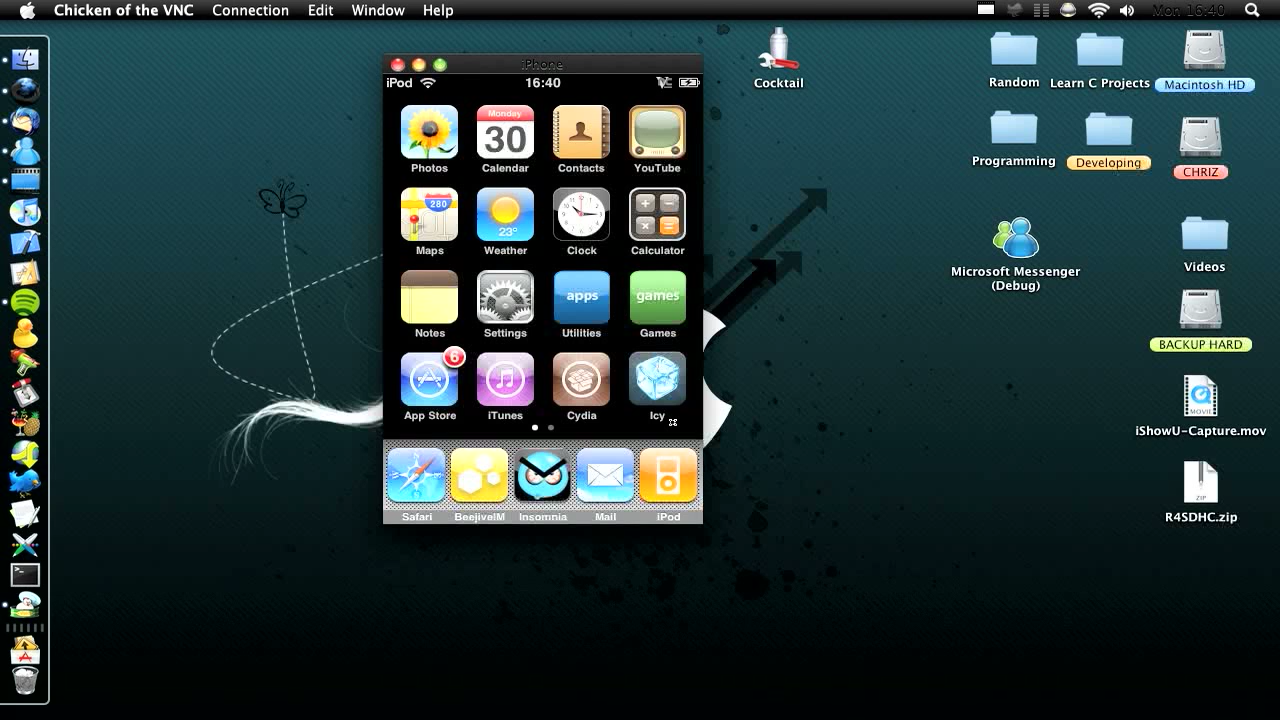 Chicken of the VNC Connection Edit Window Help Mon 16:40
iPhone
iPod 16:40
Monday
30
Photos Calendar Contacts YouTube
280
23°
Maps Weather Clock Calculator
apps games
Notes Settings Utilities Games
6
App Store iTunes Cydia Icy
Safari BeejiveIM Insomnia Mail iPod
Cocktail
Random Learn C Projects Macintosh HD
Programming Developing CHRIZ
Microsoft Messenger
(Debug)
Videos
BACKUP HARD
MOVIE
iShowU-Capture.mov
ZIP
R4SDHC.zip